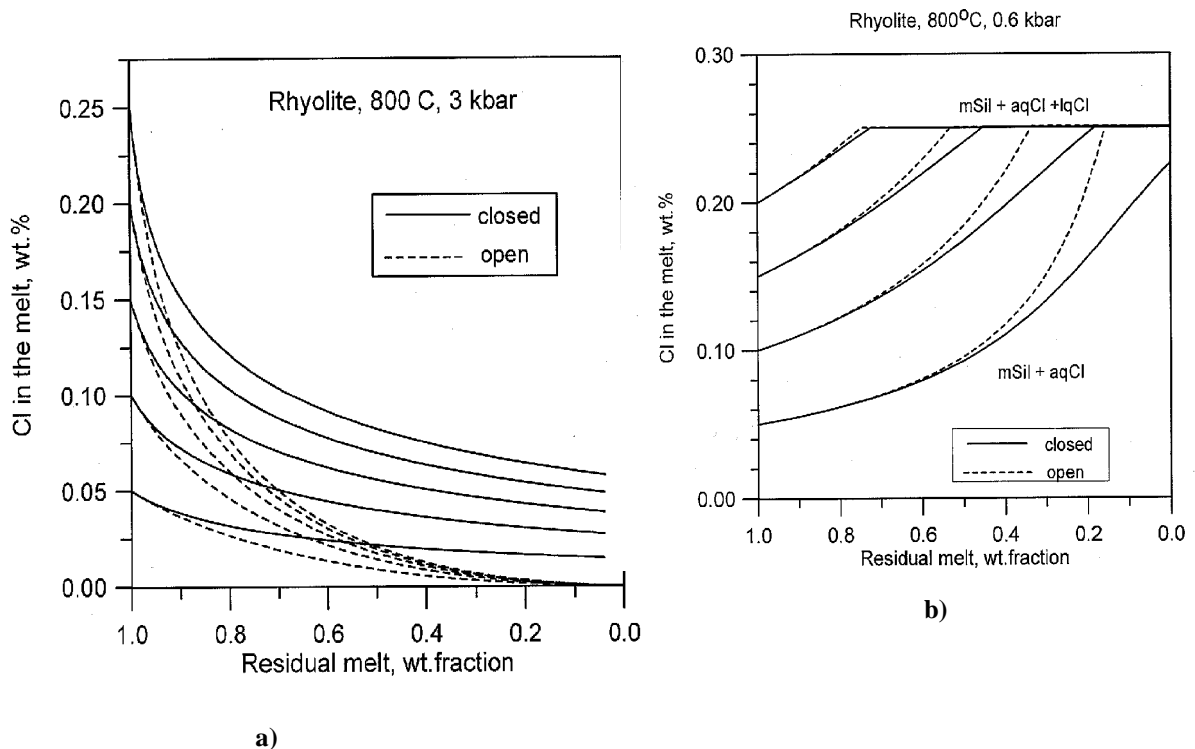 Rhyolite, 800 C, 3 kbar
closed
open
Cl in the melt, wt.%
0.25
0.20
0.15
0.10
0.05
0.00
1.0
0.8
0.6
0.4
0.2
0.0
Residual melt, wt.fraction
a)
Rhyolite, 800°C, 0.6 kbar
mSil + aqCl +lqCl
mSil + aqCl
closed
open
Cl in the melt, wt.%
0.30
0.20
0.10
0.00
1.0
0.8
0.6
0.4
0.2
0.0
Residual melt, wt.fraction
b)